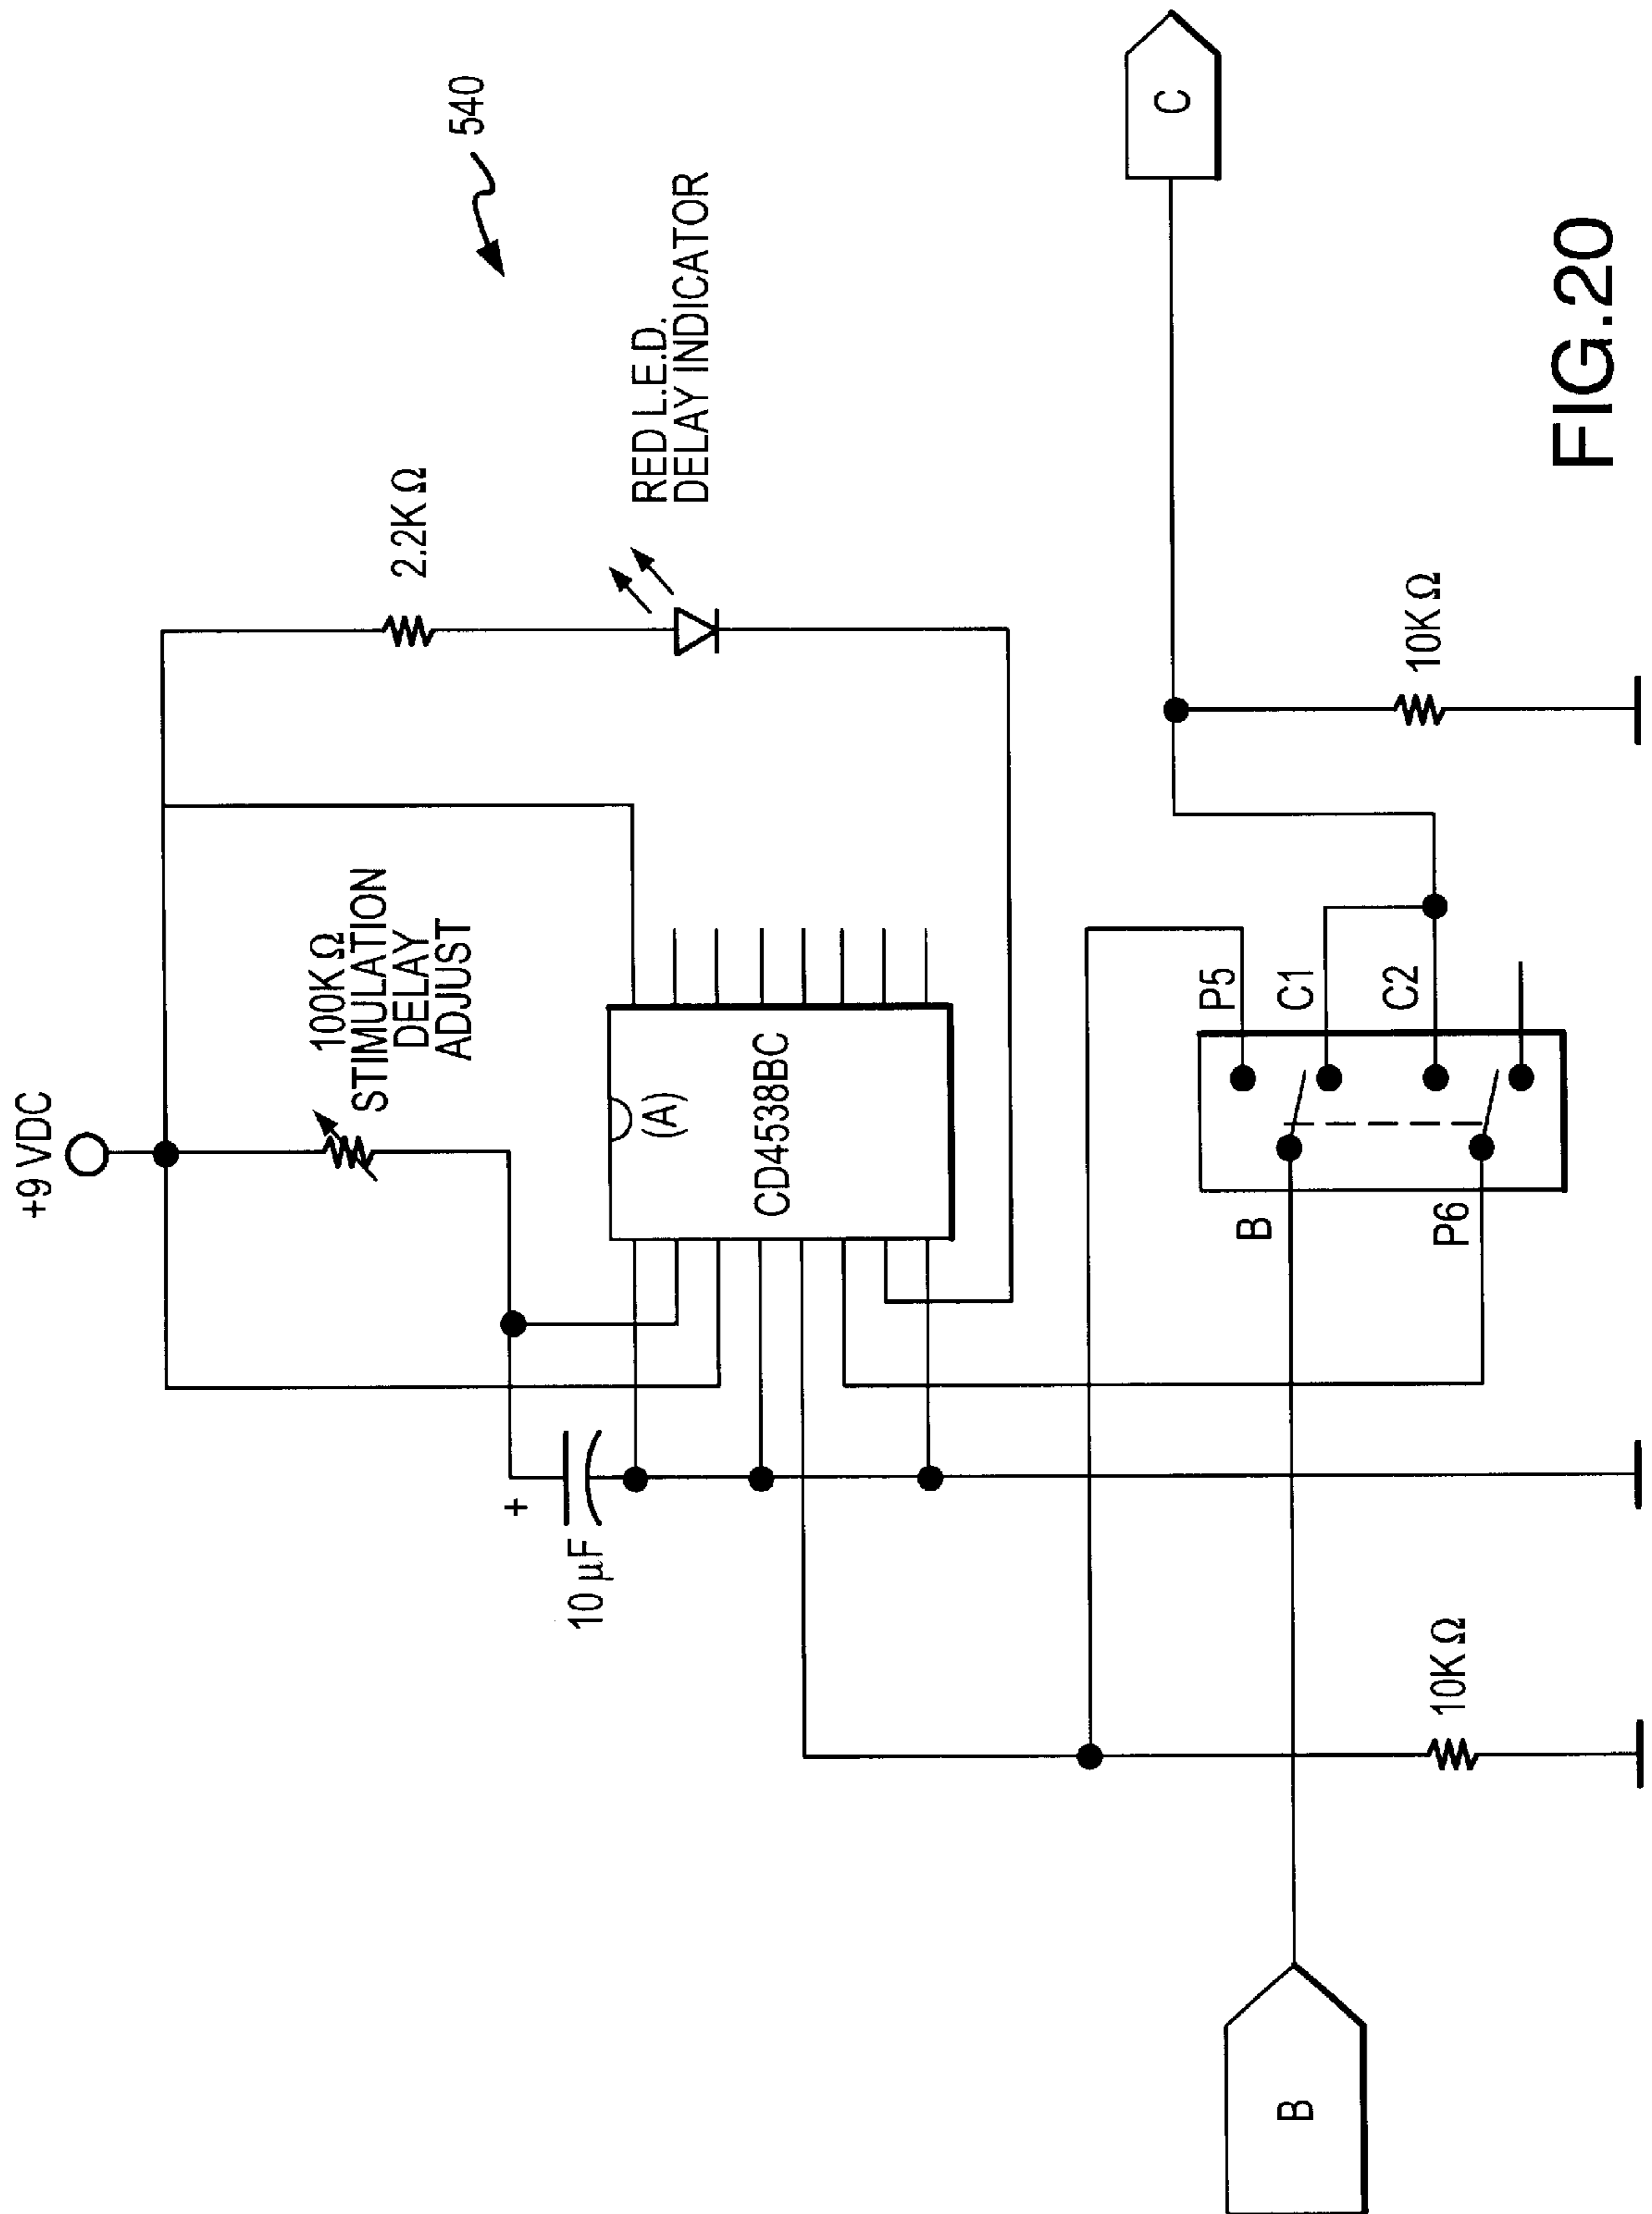 +9 VDC
540
100K Ω
STIMULATION
DELAY
ADJUST
2.2K Ω
RED L.E.D.
DELAY INDICATOR
+
10 µF
(A)
CD4538BC
B
P5
C1
C2
B
P6
C
10K Ω
10K Ω
FIG.20